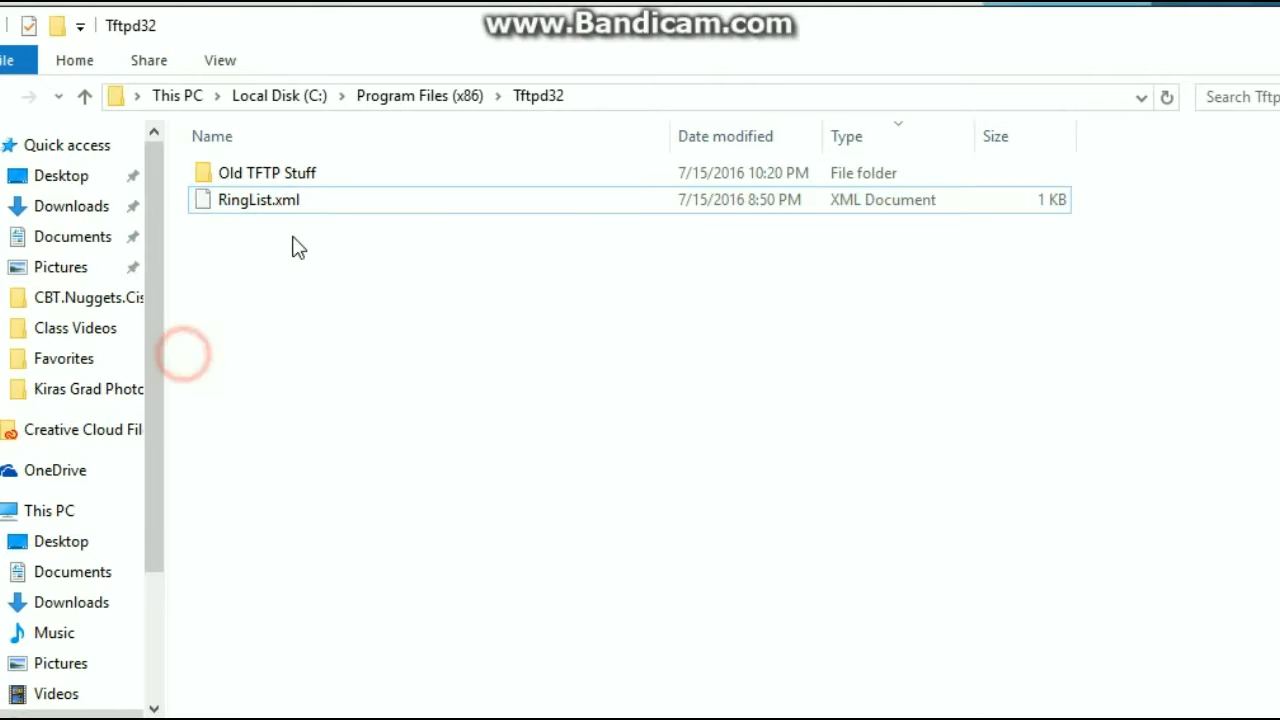 Tftpd32
www.Bandicam.com
ile Home Share View
This PC Local Disk (C:) Program Files (x86) Tftpd32
Search Tftp
Name Date modified Type Size
Old TFTP Stuff 7/15/2016 10:20 PM File folder
RingList.xml 7/15/2016 8:50 PM XML Document 1 KB
Quick access
Desktop
Downloads
Documents
Pictures
CBT.Nuggets.Cis
Class Videos
Favorites
Kiras Grad Photo
Creative Cloud Fil
OneDrive
This PC
Desktop
Documents
Downloads
Music
Pictures
Videos